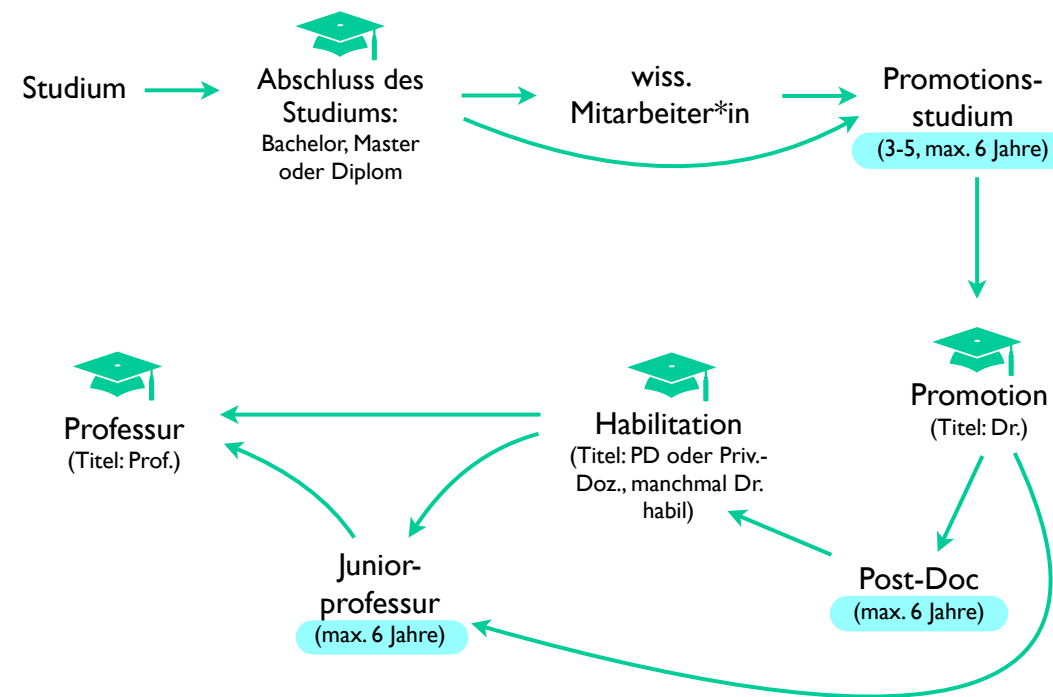 Studium
Abschluss des
Studiums:
Bachelor, Master
oder Diplom
wiss.
Mitarbeiter*in
Promotions-
studium
(3-5, max. 6 Jahre)
Promotion
(Titel: Dr.)
Post-Doc
(max. 6 Jahre)
Habilitation
(Titel: PD oder Priv.-
Doz., manchmal Dr.
habil)
Junior-
professur
(max. 6 Jahre)
Professur
(Titel: Prof.)